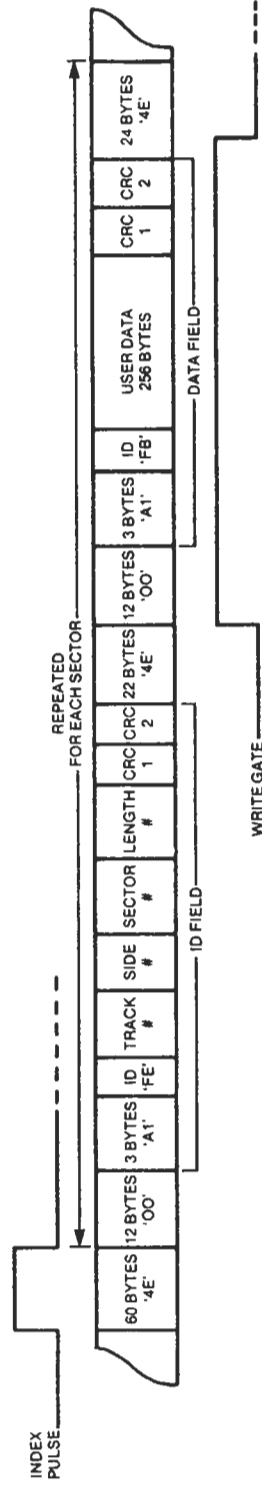 INDEX
PULSE
REPEATED
FOR EACH SECTOR
60 BYTES
'4E'
12 BYTES
'OO'
3 BYTES
'A1'
ID
'FE'
TRACK
#
SIDE
#
SECTOR
#
LENGTH
#
CRC
1
CRC
2
22 BYTES
'4E'
12 BYTES
'OO'
3 BYTES
'A1'
ID
'FB'
USER DATA
256 BYTES
CRC
1
CRC
2
24 BYTES
'4E'
ID FIELD
DATA FIELD
WRITE GATE